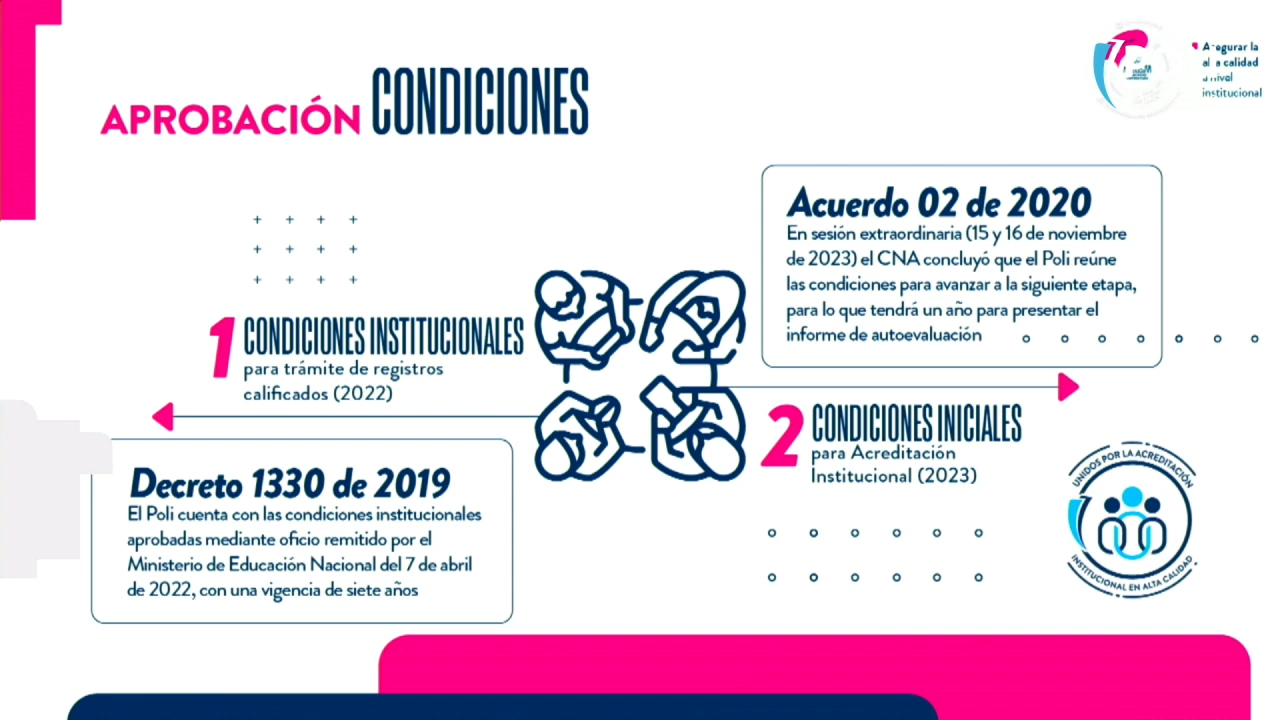 APROBACIÓN CONDICIONES
la
calidad
institucional
Acuerdo 02 de 2020
En sesión extraordinaria (15 y 16 de noviembre
de 2023) el CNA concluyó que el Poli reúne
las condiciones para avanzar a la siguiente etapa,
para lo que tendrá un año para presentar el
informe de autoevaluación
1 CONDICIONES INSTITUCIONALES
para trámite de registros
calificados (2022)
2 CONDICIONES INICIALES
para Acreditación
Institucional (2023)
Decreto 1330 de 2019
El Poli cuenta con las condiciones institucionales
aprobadas mediante oficio remitido por el
Ministerio de Educación Nacional del 7 de abril
de 2022, con una vigencia de siete años
UNIDOS POR LA ACREDITACIÓN
INSTITUCIONAL EN ALTA CALIDAD